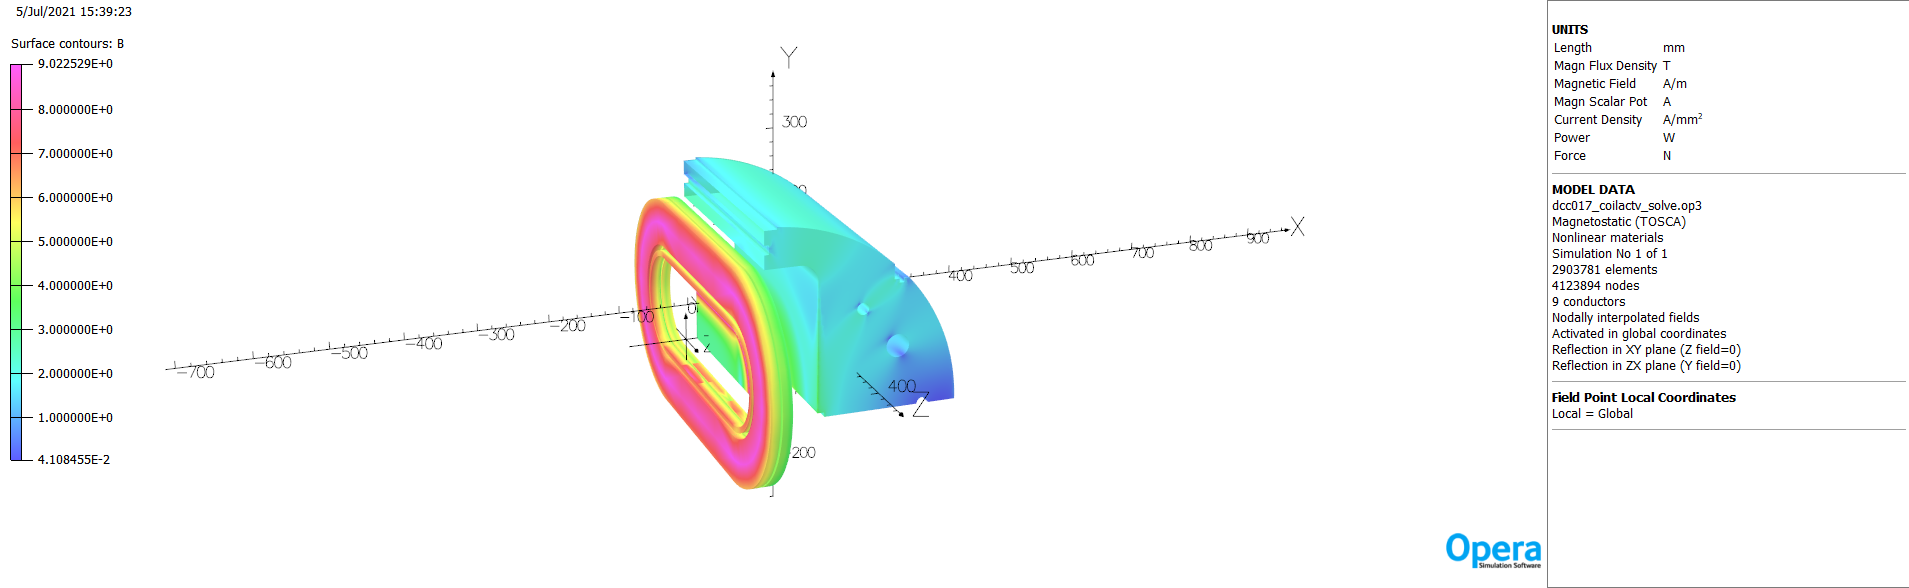 5/Jul/2021 15:39:23
Surface contours: B
9.022529E+0
8.000000E+0
7.000000E+0
6.000000E+0
5.000000E+0
4.000000E+0
3.000000E+0
2.000000E+0
1.000000E+0
4.108455E-2
Y
300
X
900
800
700
600
500
400
0
-100
-200
-300
-400
-500
-600
-700
Z
400
Z
200
Opera
Simulation Software
UNITS
Length mm
Magn Flux Density T
Magnetic Field A/m
Magn Scalar Pot A
Current Density A/mm²
Power W
Force N
MODEL DATA
dcc017_coilactv_solve.op3
Magnetostatic (TOSCA)
Nonlinear materials
Simulation No 1 of 1
2903781 elements
4123894 nodes
9 conductors
Nodally interpolated fields
Activated in global coordinates
Reflection in XY plane (Z field=0)
Reflection in ZX plane (Y field=0)
Field Point Local Coordinates
Local = Global